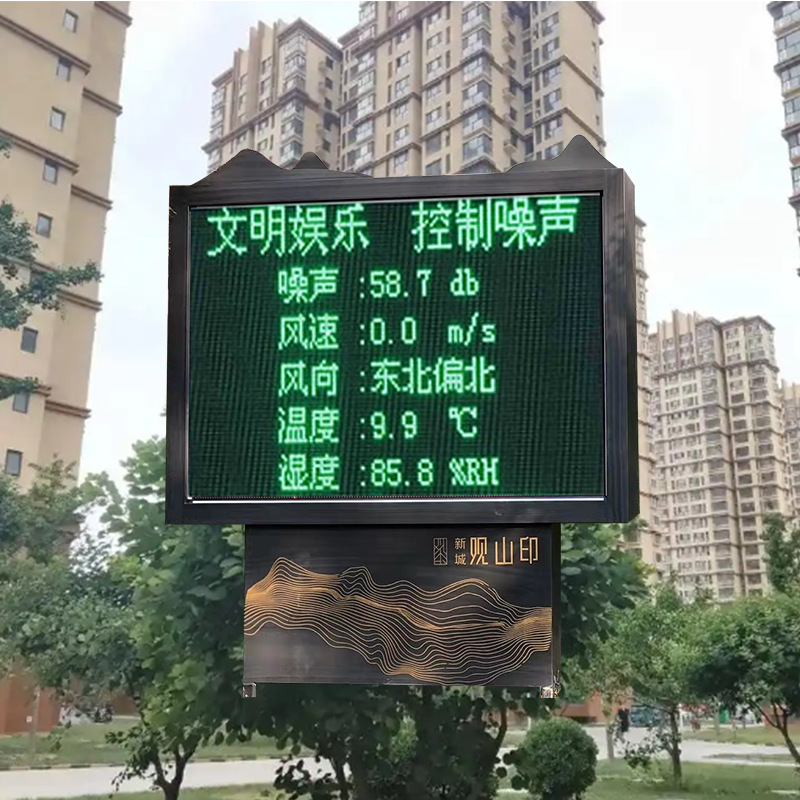 文明娱乐 控制噪声
噪声 :58.7 db
风速 :0.0 m/s
风向 :东北偏北
温度 :9.9 ℃
湿度 :85.8 %RH
新城 观山印